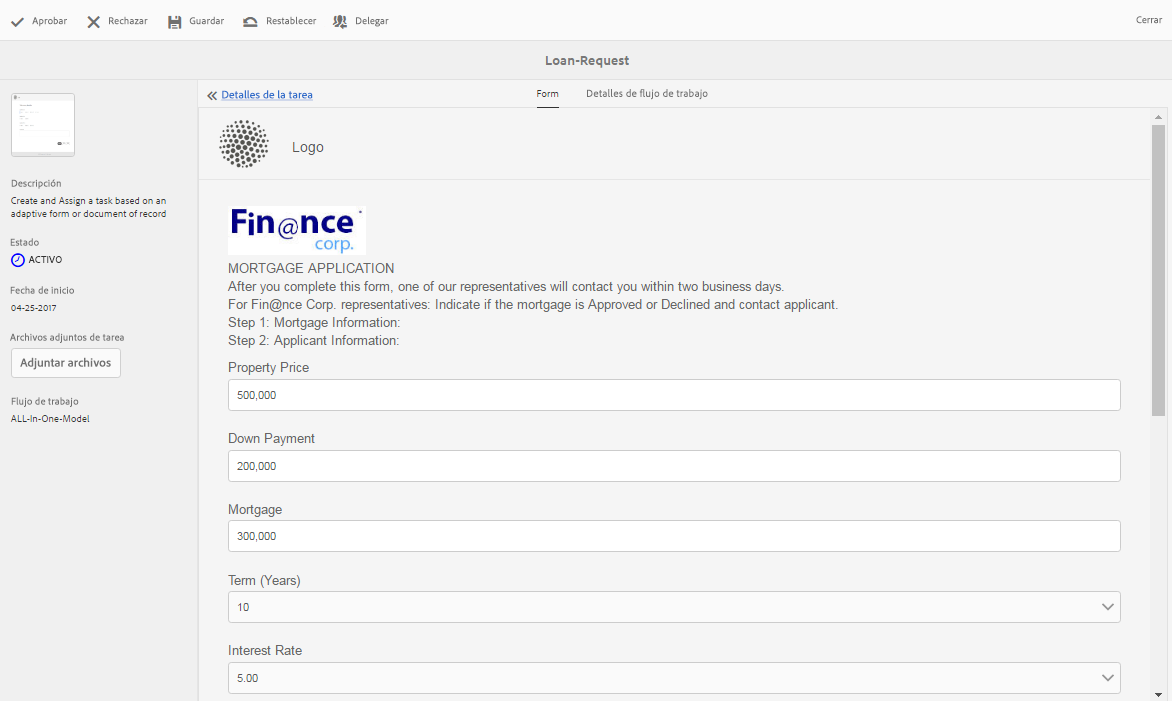 Aprobar Rechazar Guardar Restablecer Delegar Cerrar
Loan-Request
Detalles de la tarea
Form Detalles de flujo de trabajo
Logo
Descripción
Create and Assign a task based on an
adaptive form or document of record
Estado
ACTIVO
Fecha de inicio
04-25-2017
Archivos adjuntos de tarea
Adjuntar archivos
Flujo de trabajo
ALL-In-One-Model
Fin@nce
corp.
MORTGAGE APPLICATION
After you complete this form, one of our representatives will contact you within two business days.
For Fin@nce Corp. representatives: Indicate if the mortgage is Approved or Declined and contact applicant.
Step 1: Mortgage Information:
Step 2: Applicant Information:
Property Price
500,000
Down Payment
200,000
Mortgage
300,000
Term (Years)
10
Interest Rate
5.00